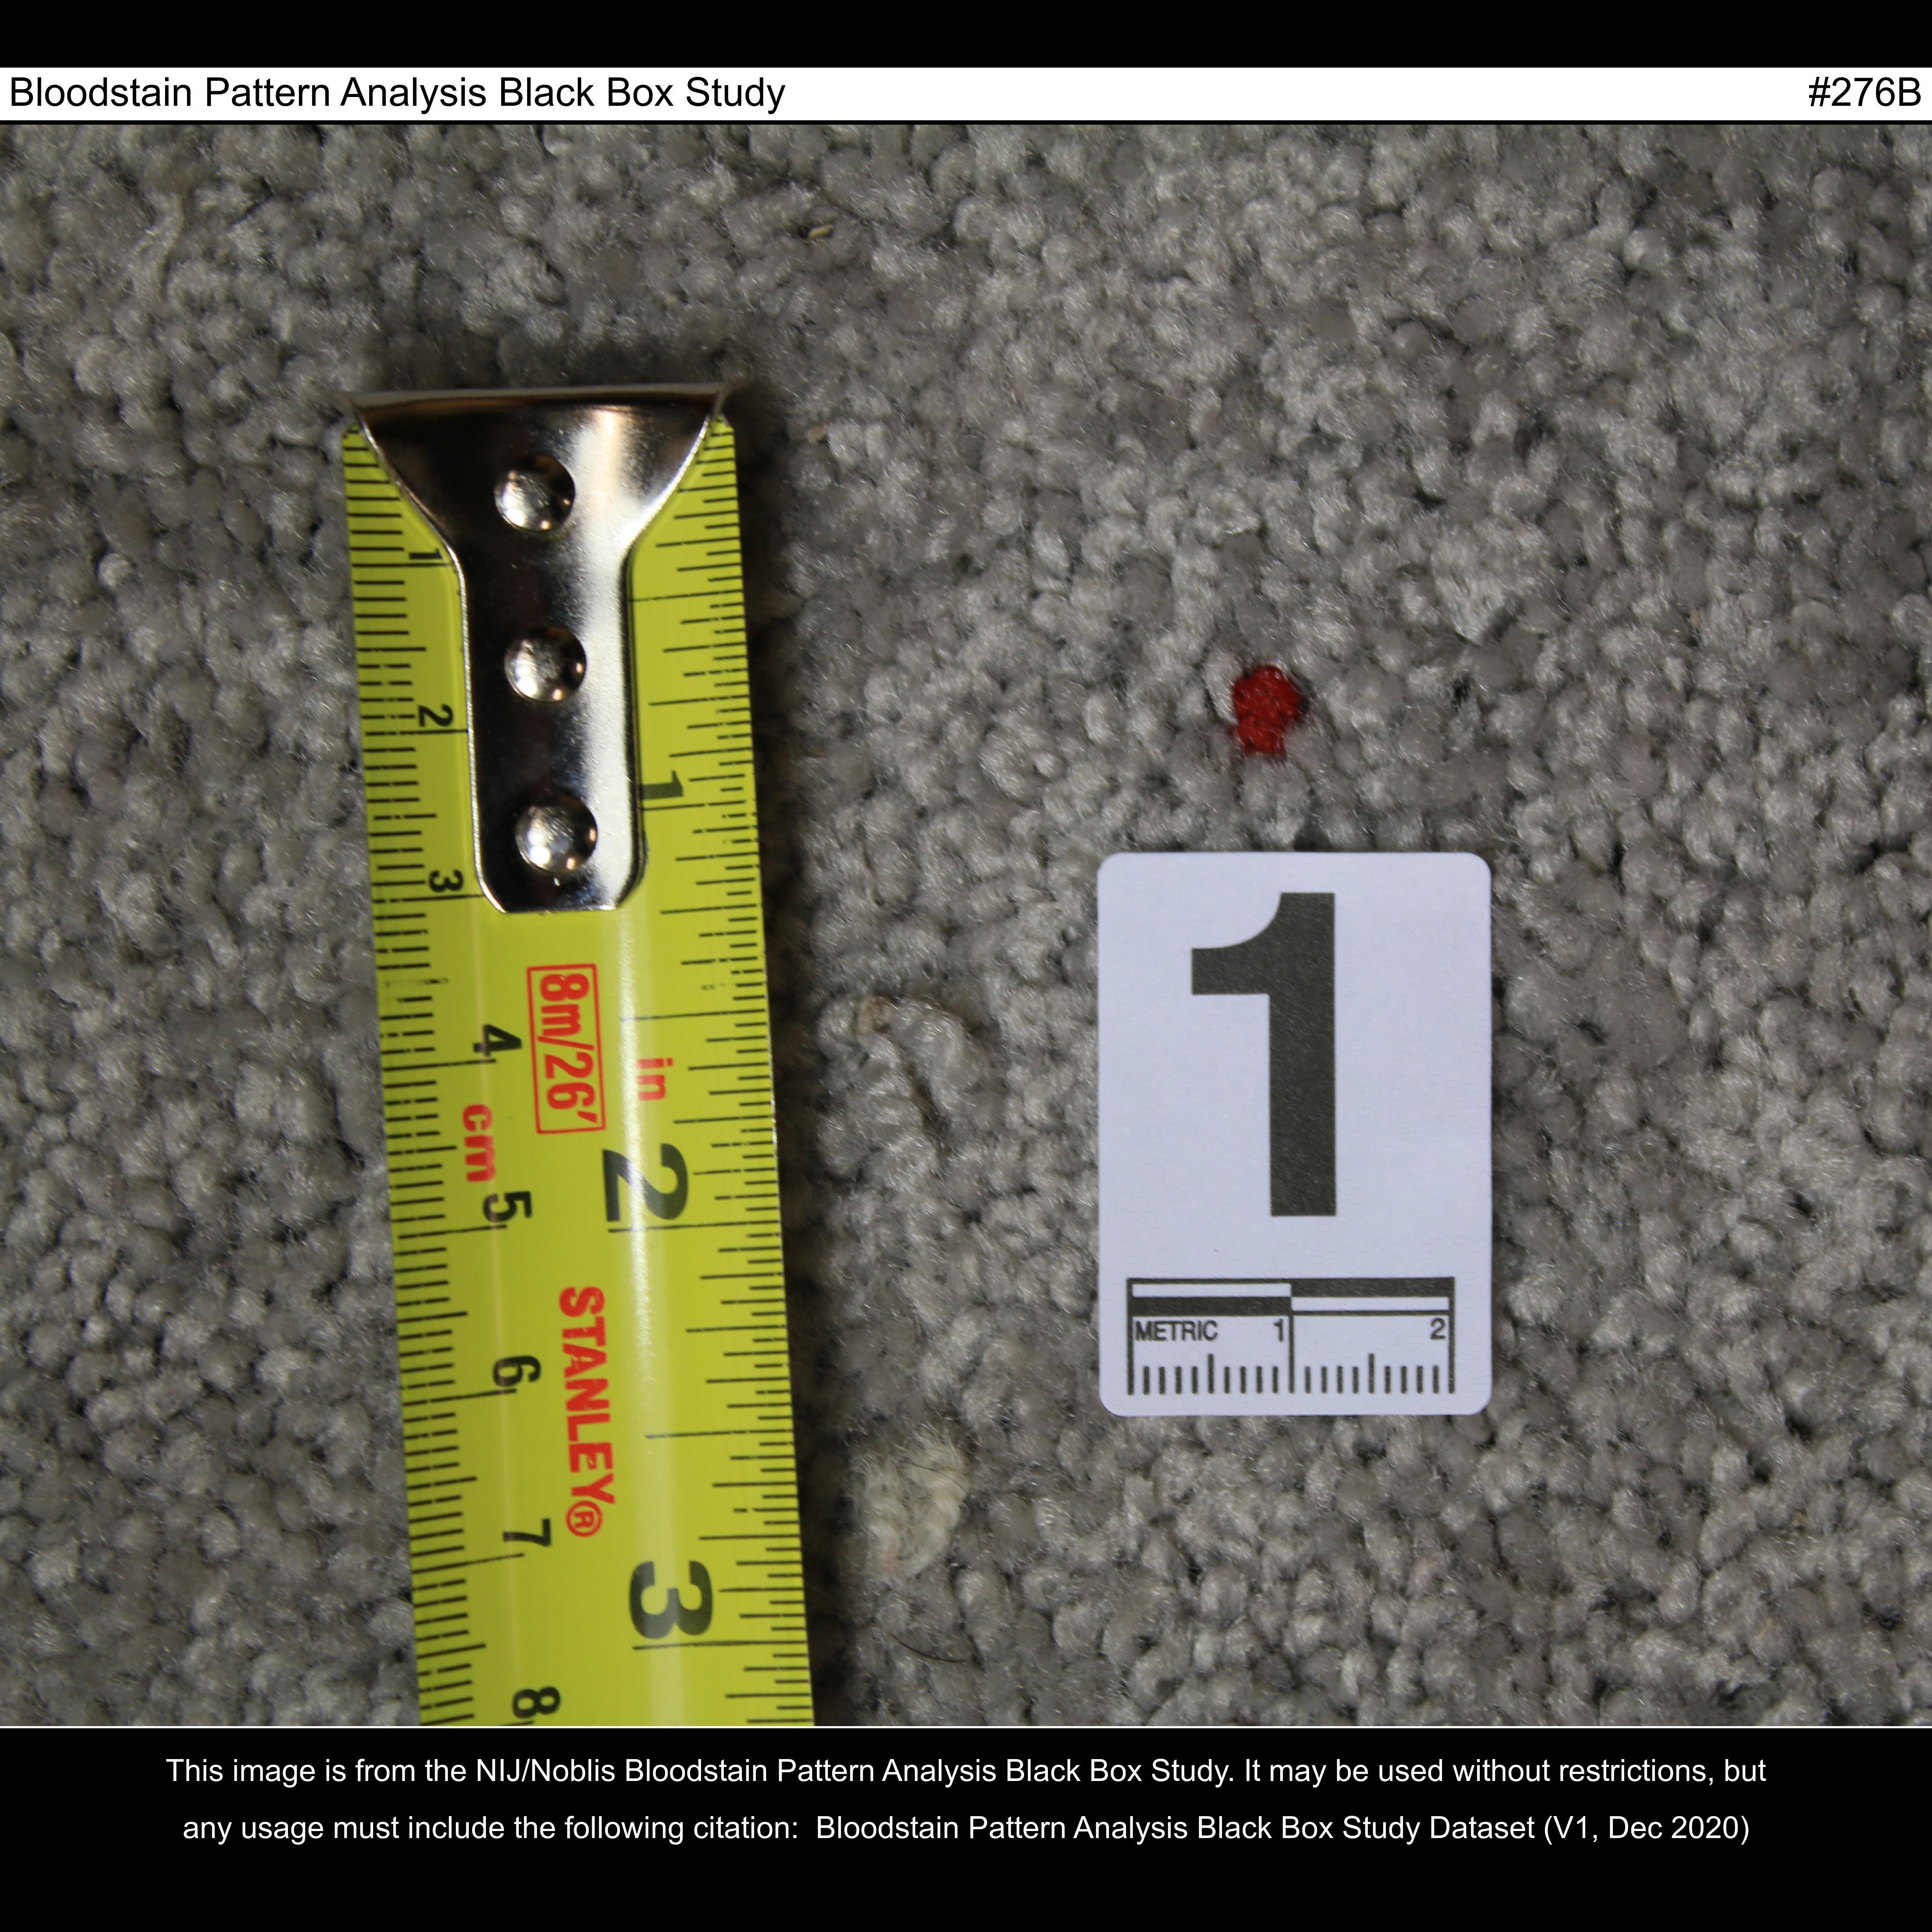 Bloodstain Pattern Analysis Black Box Study #276B
1
2
3
4
5
6
7
8
cm
8m/26'
in
STANLEY®
1
2
3
1
METRIC 1 2
This image is from the NIJ/Noblis Bloodstain Pattern Analysis Black Box Study. It may be used without restrictions, but
any usage must include the following citation: Bloodstain Pattern Analysis Black Box Study Dataset (V1, Dec 2020)